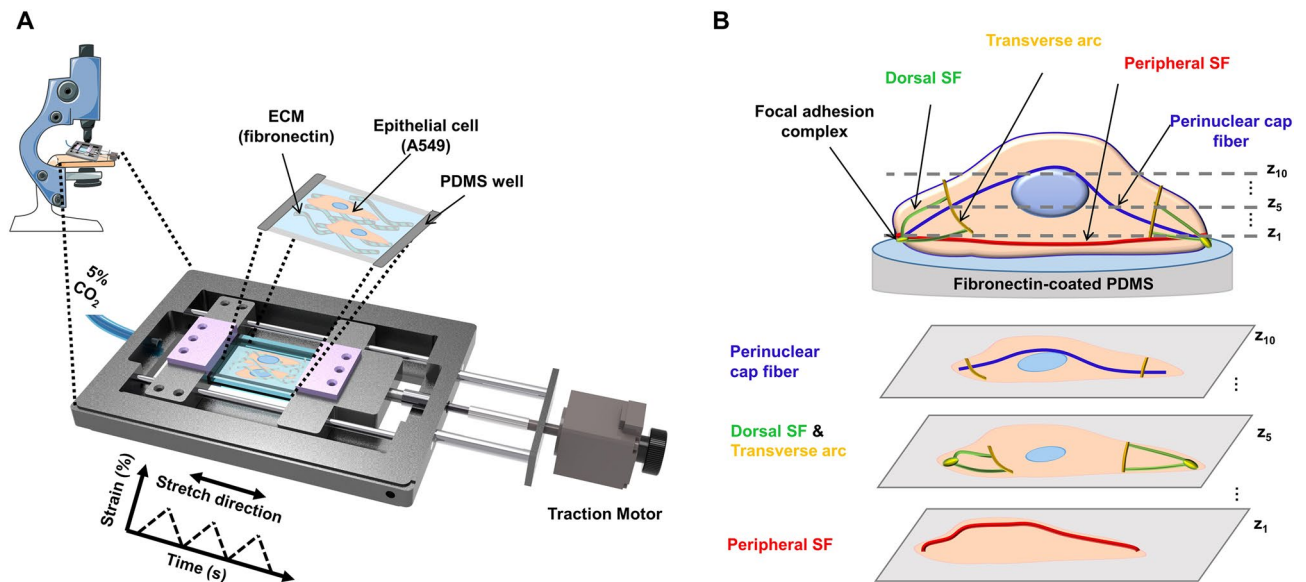 A
ECM
(fibronectin)
Epithelial cell
(A549)
PDMS well
5%
CO2
Strain (%)
Stretch direction
Time (s)
Traction Motor
B
Transverse arc
Dorsal SF
Peripheral SF
Focal adhesion
complex
Perinuclear cap
fiber
z10
⋮
z5
⋮
z1
Fibronectin-coated PDMS
Perinuclear
cap fiber
z10
⋮
Dorsal SF &
Transverse arc
z5
⋮
Peripheral SF
z1